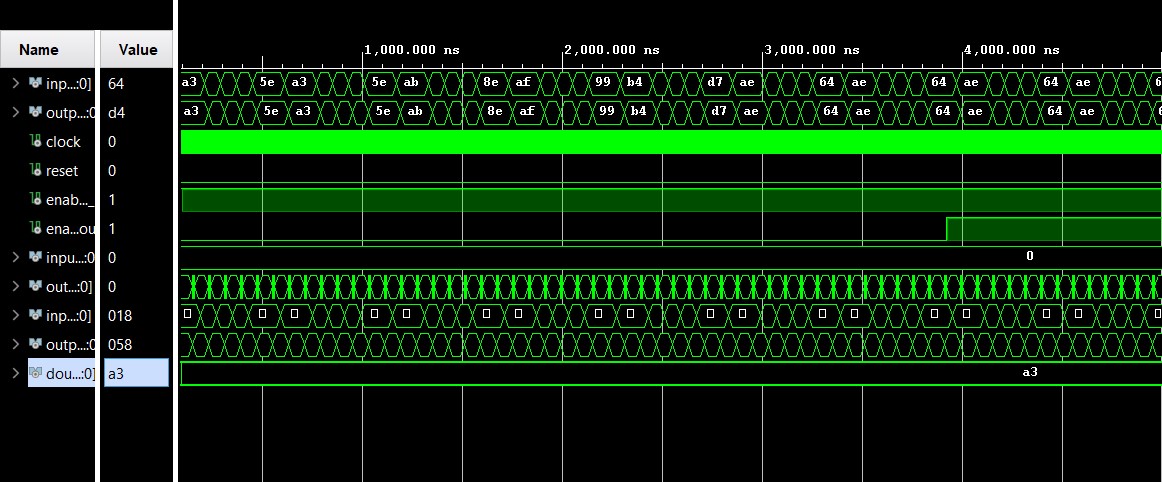 Name Value
1,000.000 ns 2,000.000 ns 3,000.000 ns 4,000.000 ns
inp...:0] 64 a3 5e a3 5e ab 8e af 99 b4 d7 ae 64 ae 64 ae 64 ae 6
outp...:0 d4 a3 5e a3 5e ab 8e af 99 b4 d7 ae 64 ae 64 ae 64 ae
clock 0
reset 0
enab..._ 1
ena...ou 1
inpu...:0 0 0
out...:0] 0
inp...:0] 018
outp...:0 058
dou...:0] a3 a3